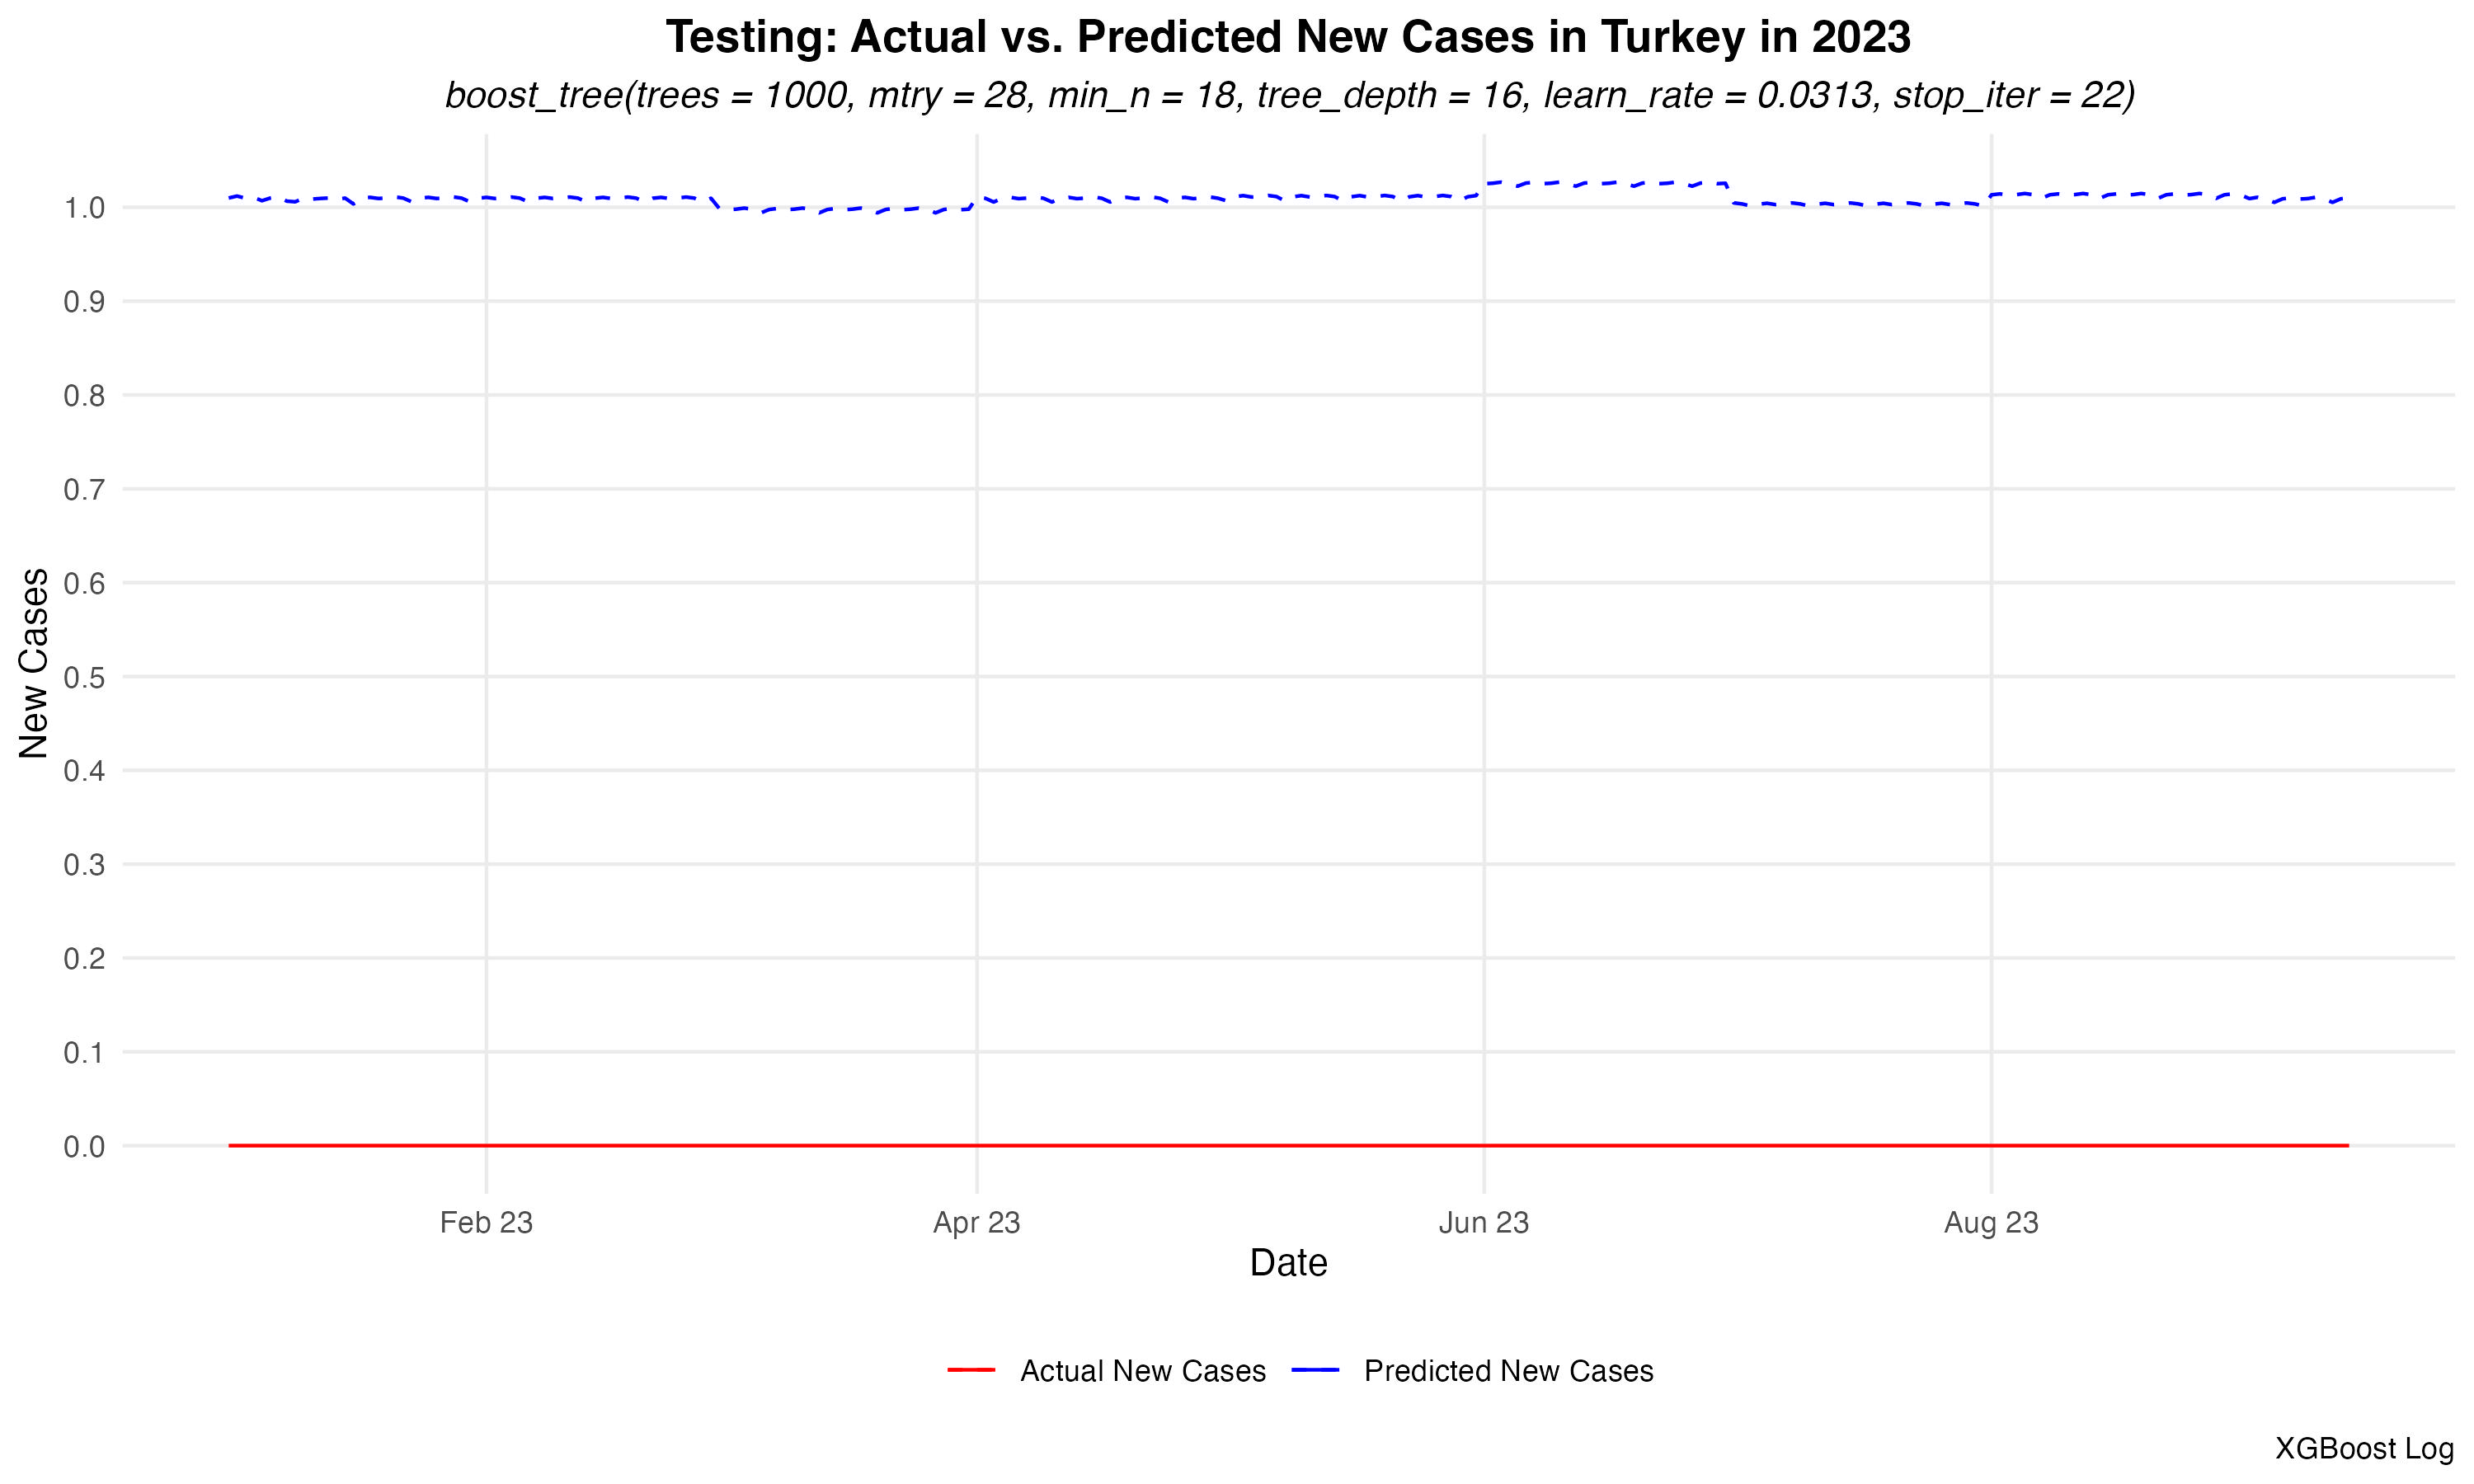 Testing: Actual vs. Predicted New Cases in Turkey in 2023
boost_tree(trees = 1000, mtry = 28, min_n = 18, tree_depth = 16, learn_rate = 0.0313, stop_iter = 22)
New Cases
1.0
0.9
0.8
0.7
0.6
0.5
0.4
0.3
0.2
0.1
0.0
Feb 23 Apr 23 Jun 23 Aug 23
Date
Actual New Cases Predicted New Cases
XGBoost Log